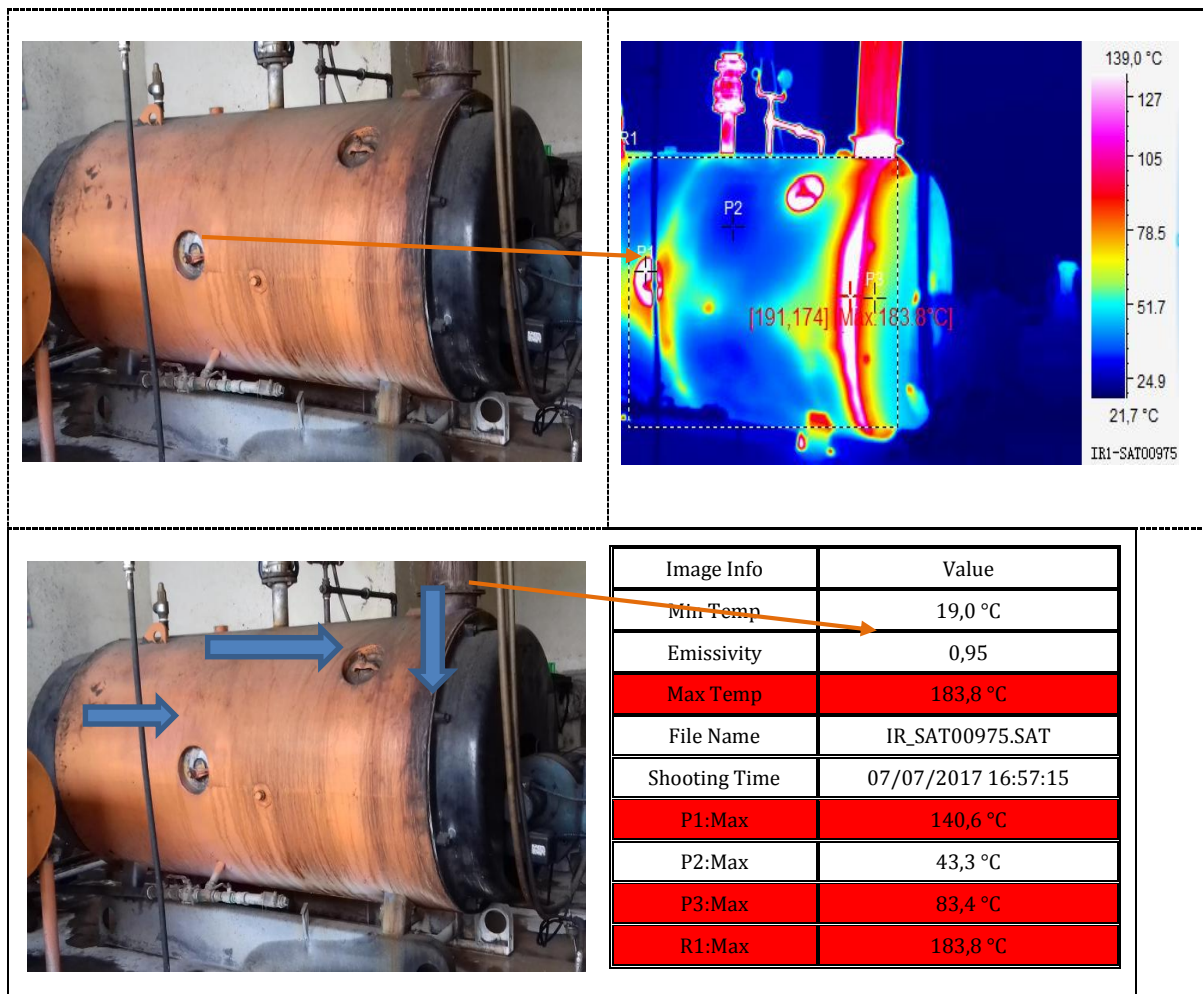 139,0 °C
127
105
78.5
51.7
24.9
21,7 °C
IR1-SAT00975
R1
P2
P1
P3
[191,174] [Max:183.8°C]
Image Info Value
Min Temp 19,0 °C
Emissivity 0,95
Max Temp 183,8 °C
File Name IR_SAT00975.SAT
Shooting Time 07/07/2017 16:57:15
P1:Max 140,6 °C
P2:Max 43,3 °C
P3:Max 83,4 °C
R1:Max 183,8 °C